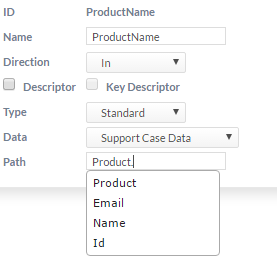 ID ProductName
Name ProductName
Direction In
Descriptor Key Descriptor
Type Standard
Data Support Case Data
Path Product.
Product
Email
Name
Id